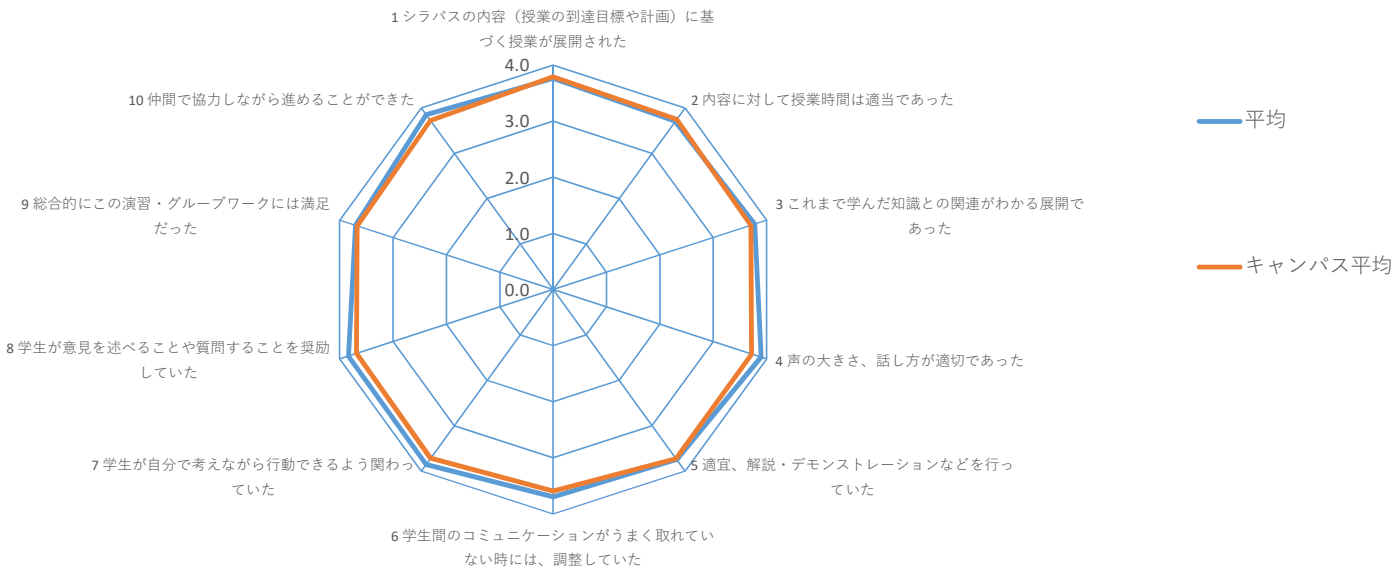 1 シラバスの内容（授業の到達目標や計画）に基
づく授業が展開された
4.0
3.0
2.0
1.0
0.0
2 内容に対して授業時間は適当であった
3 これまで学んだ知識との関連がわかる展開で
あった
4 声の大きさ、話し方が適切であった
5 適宜、解説・デモンストレーションなどを行っ
ていた
6 学生間のコミュニケーションがうまく取れてい
ない時には、調整していた
7 学生が自分で考えながら行動できるよう関わっ
ていた
8 学生が意見を述べることや質問することを奨励
していた
9 総合的にこの演習・グループワークには満足
だった
10 仲間で協力しながら進めることができた
平均
キャンパス平均